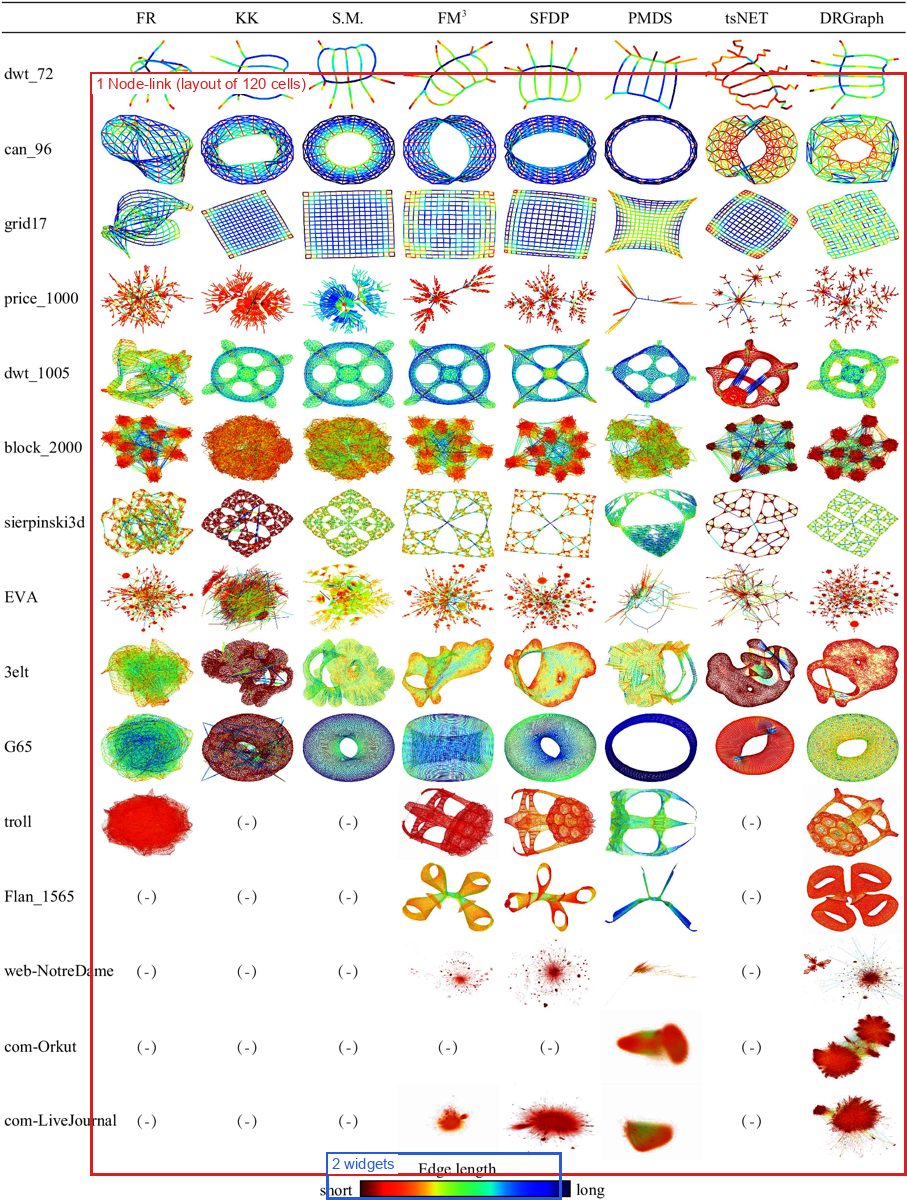 FR KK S.M. FM³ SFDP PMDS tsNET DRGraph
dwt_72
1 Node-link (layout of 120 cells)
can_96
grid17
price_1000
dwt_1005
block_2000
sierpinski3d
EVA
3elt
G65
troll (-) (-) (-)
Flan_1565 (-) (-) (-) (-)
web-NotreDame (-) (-) (-) (-)
com-Orkut (-) (-) (-) (-) (-) (-)
com-LiveJournal (-) (-) (-) (-)
2 widgets
Edge length
short long